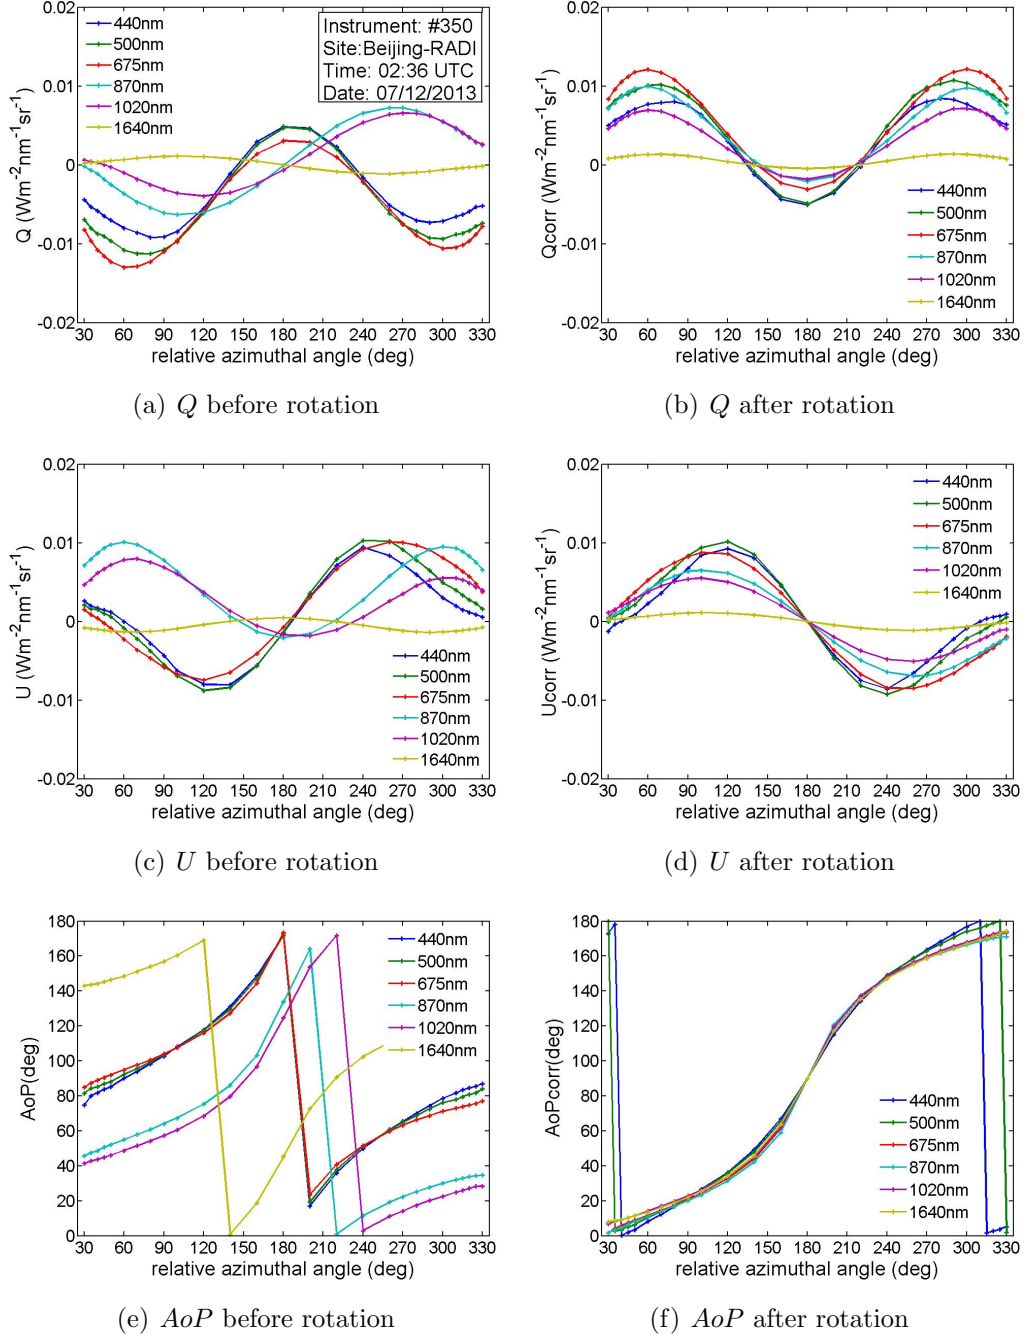 440nm
500nm
675nm
870nm
1020nm
1640nm
Instrument: #350
Site:Beijing-RADI
Time: 02:36 UTC
Date: 07/12/2013
0.02
0.01
0
-0.01
-0.02
Q (Wm-2nm-1sr-1)
30 60 90 120 150 180 210 240 270 300 330
relative azimuthal angle (deg)
(a) Q before rotation
0.02
0.01
0
-0.01
-0.02
Qcorr (Wm-2nm-1sr-1)
440nm
500nm
675nm
870nm
1020nm
1640nm
30 60 90 120 150 180 210 240 270 300 330
relative azimuthal angle (deg)
(b) Q after rotation
0.02
0.01
0
-0.01
-0.02
U (Wm-2nm-1sr-1)
440nm
500nm
675nm
870nm
1020nm
1640nm
30 60 90 120 150 180 210 240 270 300 330
relative azimuthal angle (deg)
(c) U before rotation
0.02
0.01
0
-0.01
-0.02
Ucorr (Wm-2nm-1sr-1)
440nm
500nm
675nm
870nm
1020nm
1640nm
30 60 90 120 150 180 210 240 270 300 330
relative azimuthal angle (deg)
(d) U after rotation
180
160
140
120
100
80
60
40
20
0
AoP(deg)
440nm
500nm
675nm
870nm
1020nm
1640nm
30 60 90 120 150 180 210 240 270 300 330
relative azimuthal angle (deg)
(e) AoP before rotation
180
160
140
120
100
80
60
40
20
0
AoPcorr(deg)
440nm
500nm
675nm
870nm
1020nm
1640nm
30 60 90 120 150 180 210 240 270 300 330
relative azimuthal angle (deg)
(f) AoP after rotation